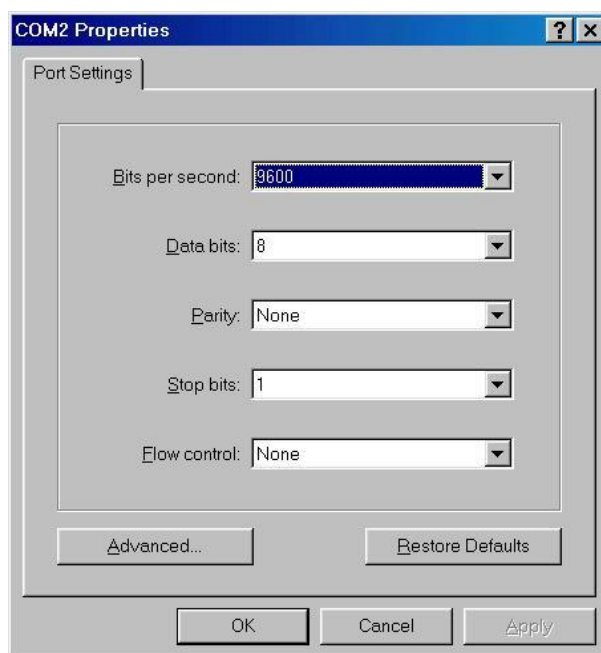 COM2 Properties
Port Settings
Bits per second: 9600
Data bits: 8
Parity: None
Stop bits: 1
Flow control: None
Advanced... Restore Defaults
OK Cancel Apply